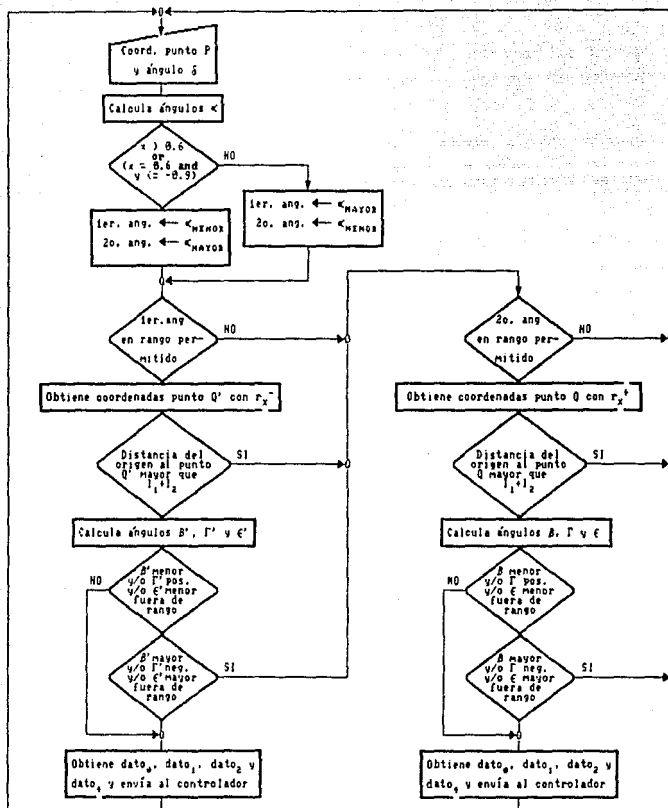 Coord. punto P
y ángulo δ
Calcula ángulos ∝
x > 0.6
or
(x = 0.6 and
y <= -0.9)
NO
1er. ang. ← ∝MENOR
2o. ang. ← ∝MAYOR
1er. ang. ← ∝MAYOR
2o. ang. ← ∝MENOR
1er.ang
en rango per-
mitido
NO
Obtiene coordenadas punto Q' con rx⁻
Distancia del
origen al punto
Q' mayor que
l₁+l₂
SI
Calcula ángulos β', Γ' y ϵ'
β' menor
y/o Γ' pos.
y/o ϵ' menor
fuera de
rango
NO
β' mayor
y/o Γ' neg.
y/o ϵ' mayor
fuera de
rango
SI
Obtiene dato₀, dato₁, dato₂ y
dato₄ y envía al controlador
2o. ang
en rango per-
mitido
NO
Obtiene coordenadas punto Q con rx⁺
Distancia del
origen al punto
Q mayor que
l₁+l₂
SI
Calcula ángulos β, Γ y ϵ
β menor
y/o Γ pos.
y/o ϵ menor
fuera de
rango
NO
β mayor
y/o Γ neg.
y/o ϵ mayor
fuera de
rango
SI
Obtiene dato₀, dato₁, dato₂ y
dato₄ y envía al controlador